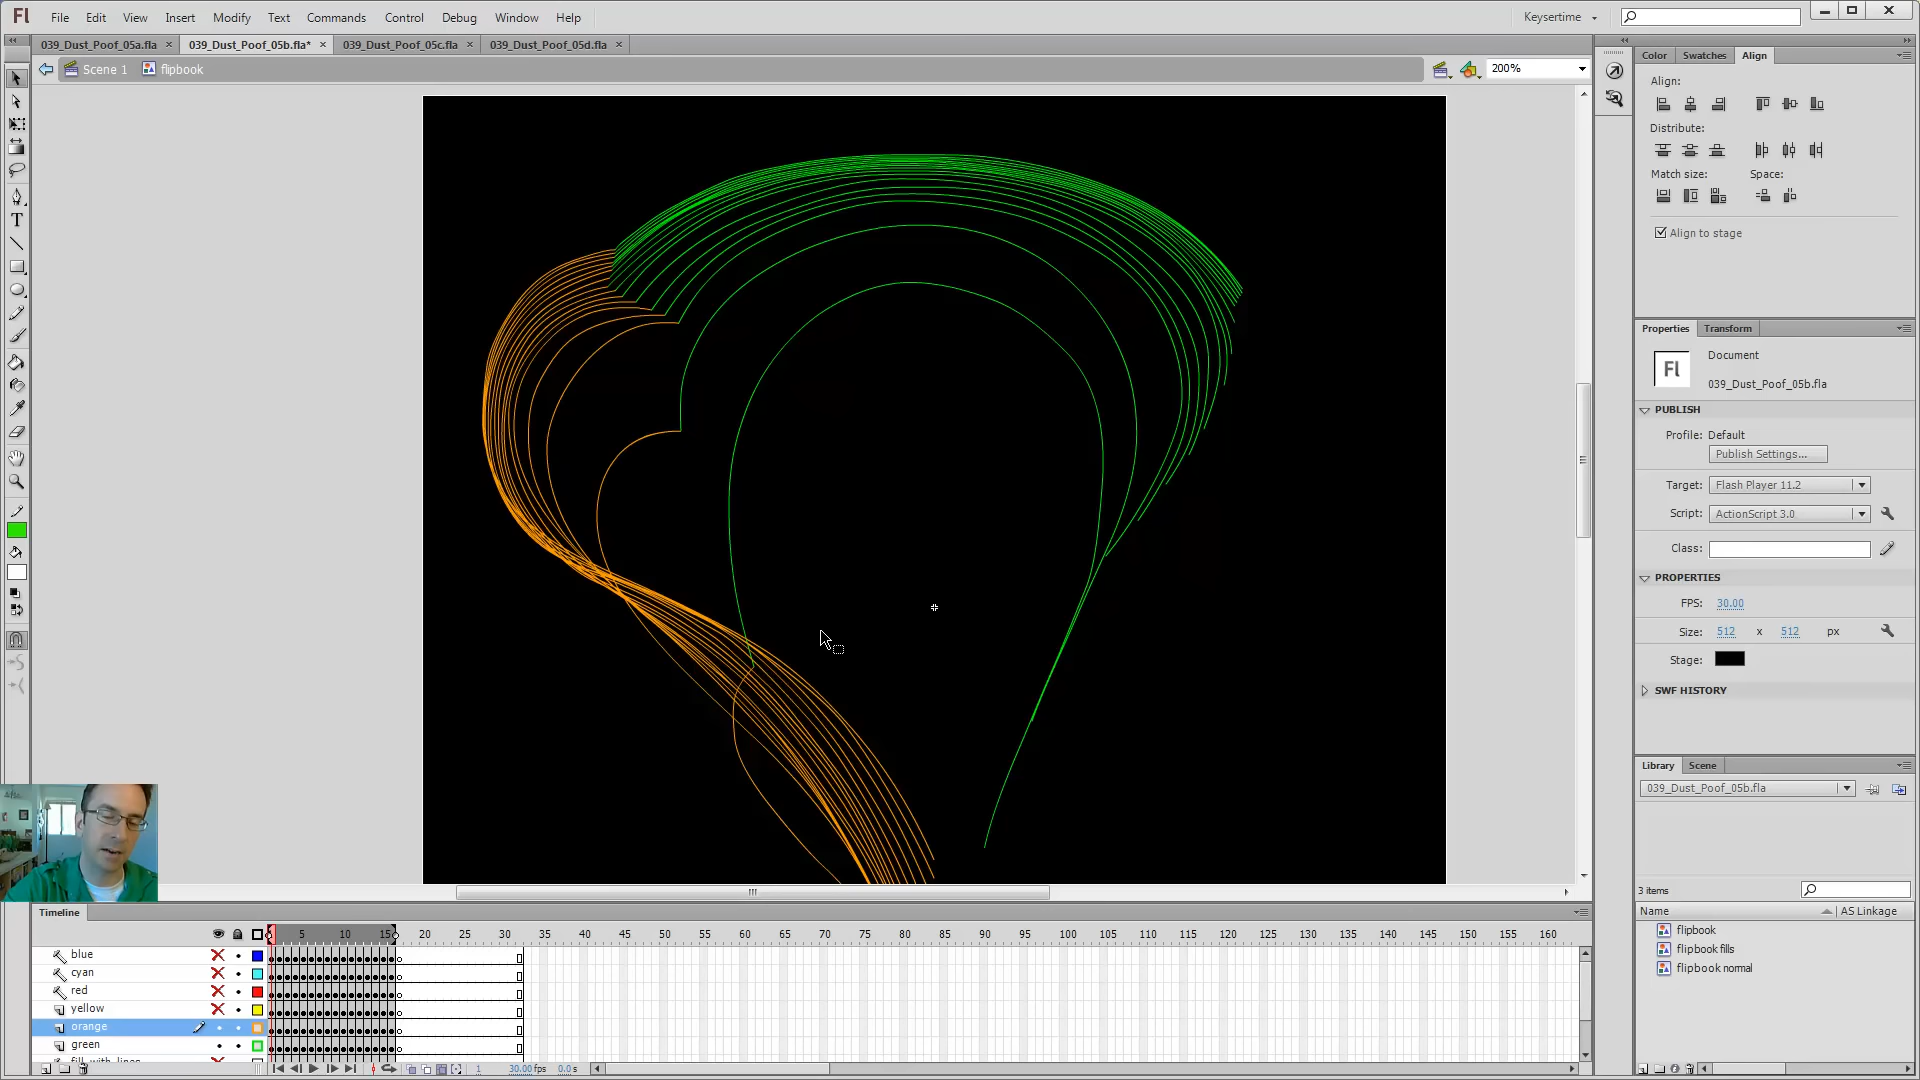 Fl File Edit View Insert Modify Text Commands Control Debug Window Help Keysertime
039_Dust_Poof_05a.fla × 039_Dust_Poof_05b.fla* × 039_Dust_Poof_05c.fla × 039_Dust_Poof_05d.fla ×
Scene 1 flipbook 200%
Color Swatches Align
Align:
Distribute:
Match size: Space:
Align to stage
Properties Transform
Fl
Document
039_Dust_Poof_05b.fla
PUBLISH
Profile: Default
Publish Settings...
Target: Flash Player 11.2
Script: ActionScript 3.0
Class:
PROPERTIES
FPS: 30.00
Size: 512 x 512 px
Stage:
SWF HISTORY
Library Scene
039_Dust_Poof_05b.fla
3 items
Name AS Linkage
flipbook
flipbook fills
flipbook normal
Timeline
5 10 15 20 25 30 35 40 45 50 55 60 65 70 75 80 85 90 95 100 105 110 115 120 125 130 135 140 145 150 155 160
blue
cyan
red
yellow
orange
green
fill_with_lines
1 30.00 fps 0.0 s